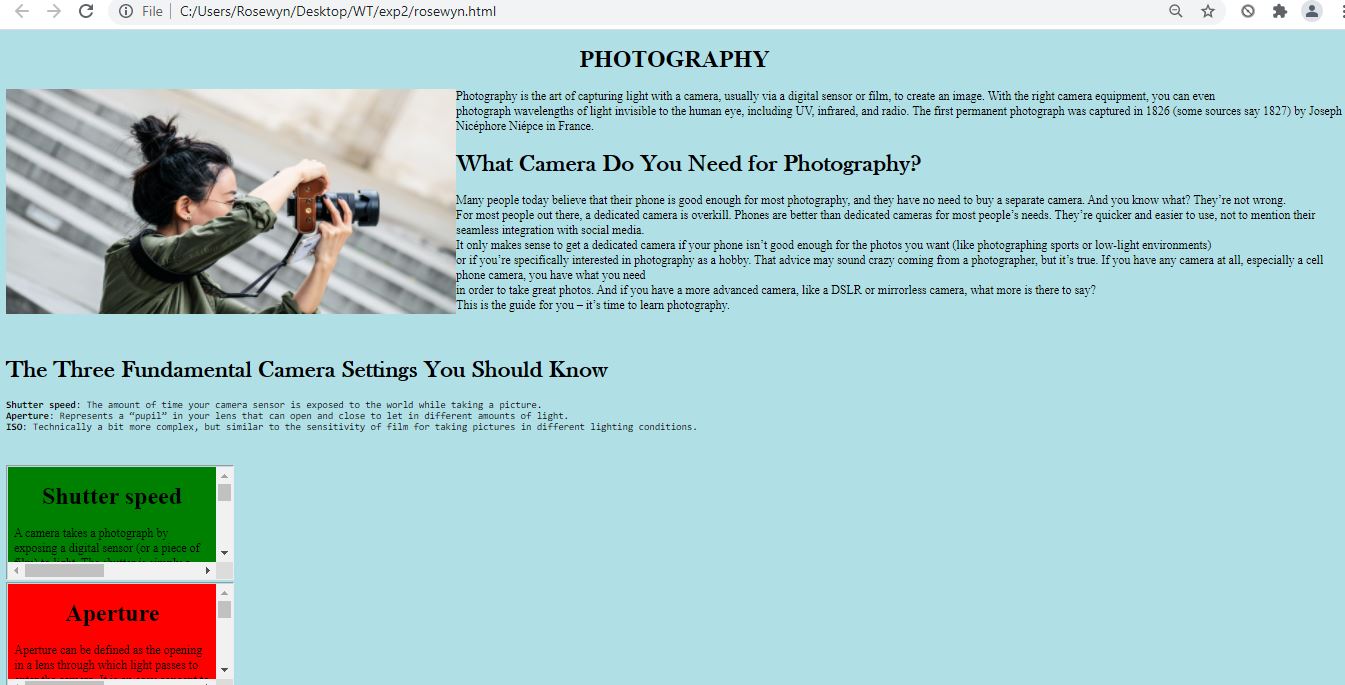 File | C:/Users/Rosewyn/Desktop/WT/exp2/rosewyn.html
PHOTOGRAPHY
Photography is the art of capturing light with a camera, usually via a digital sensor or film, to create an image. With the right camera equipment, you can even
photograph wavelengths of light invisible to the human eye, including UV, infrared, and radio. The first permanent photograph was captured in 1826 (some sources say 1827) by Joseph
Nicéphore Niépce in France.
What Camera Do You Need for Photography?
Many people today believe that their phone is good enough for most photography, and they have no need to buy a separate camera. And you know what? They’re not wrong.
For most people out there, a dedicated camera is overkill. Phones are better than dedicated cameras for most people’s needs. They’re quicker and easier to use, not to mention their
seamless integration with social media.
It only makes sense to get a dedicated camera if your phone isn’t good enough for the photos you want (like photographing sports or low-light environments)
or if you’re specifically interested in photography as a hobby. That advice may sound crazy coming from a photographer, but it’s true. If you have any camera at all, especially a cell
phone camera, you have what you need
in order to take great photos. And if you have a more advanced camera, like a DSLR or mirrorless camera, what more is there to say?
This is the guide for you – it’s time to learn photography.
The Three Fundamental Camera Settings You Should Know
Shutter speed: The amount of time your camera sensor is exposed to the world while taking a picture.
Aperture: Represents a “pupil” in your lens that can open and close to let in different amounts of light.
ISO: Technically a bit more complex, but similar to the sensitivity of film for taking pictures in different lighting conditions.
Shutter speed
A camera takes a photograph by
exposing a digital sensor (or a piece of
Aperture
Aperture can be defined as the opening
in a lens through which light passes to